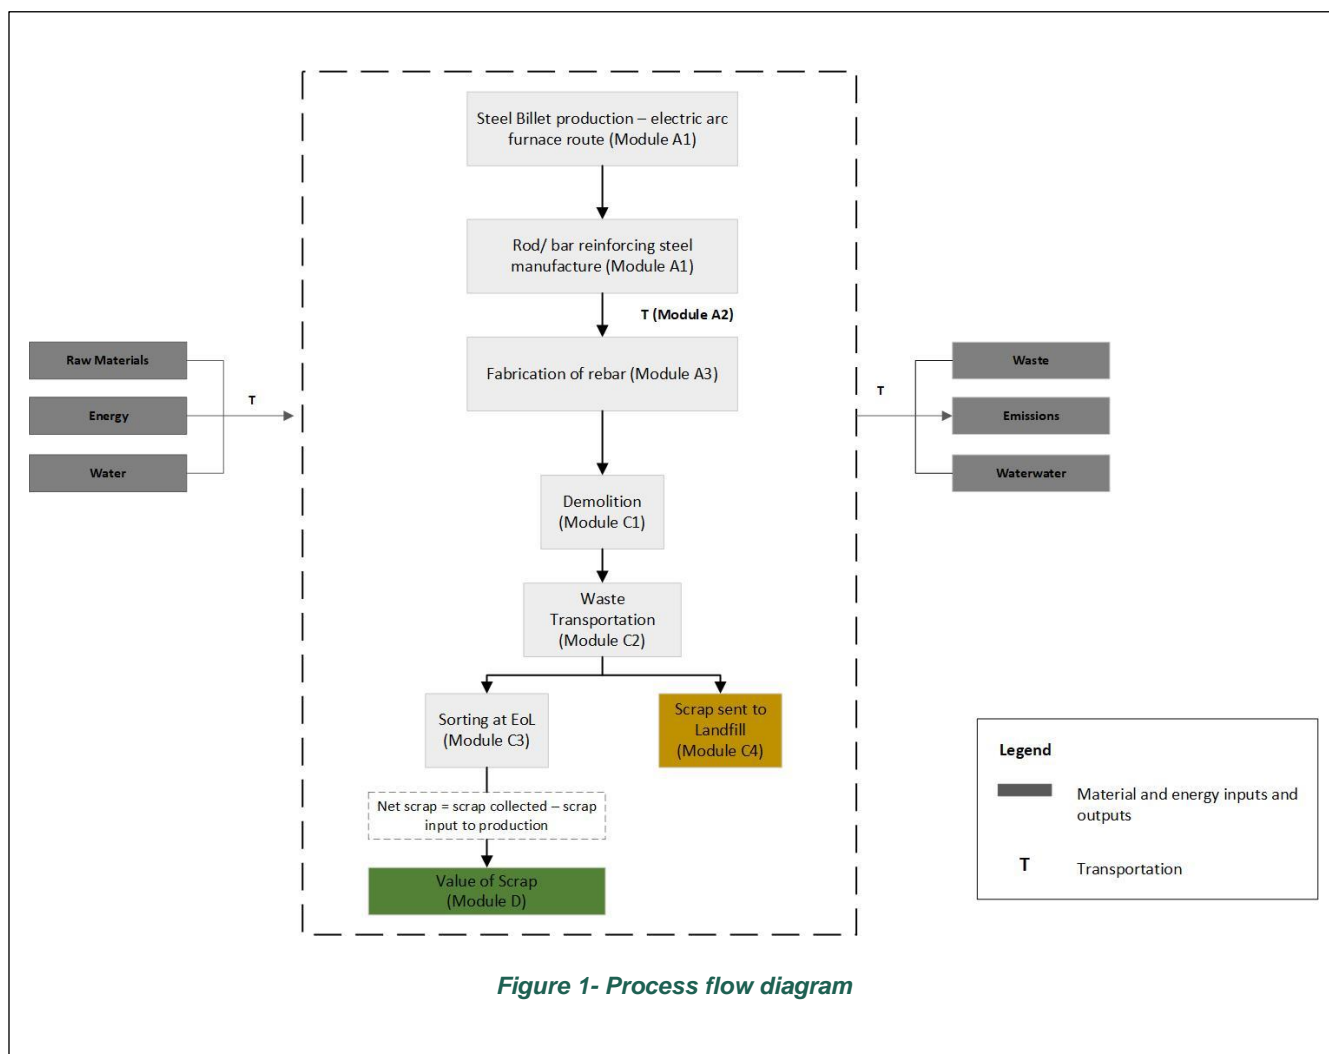 Steel Billet production – electric arc
furnace route (Module A1)
Rod/ bar reinforcing steel
manufacture (Module A1)
T (Module A2)
Fabrication of rebar (Module A3)
Raw Materials
Energy
Water
T
T
Waste
Emissions
Waterwater
Demolition
(Module C1)
Waste
Transportation
(Module C2)
Sorting at EoL
(Module C3)
Scrap sent to
Landfill
(Module C4)
Net scrap = scrap collected – scrap
input to production
Value of Scrap
(Module D)
Legend
Material and energy inputs and
outputs
T Transportation
Figure 1- Process flow diagram